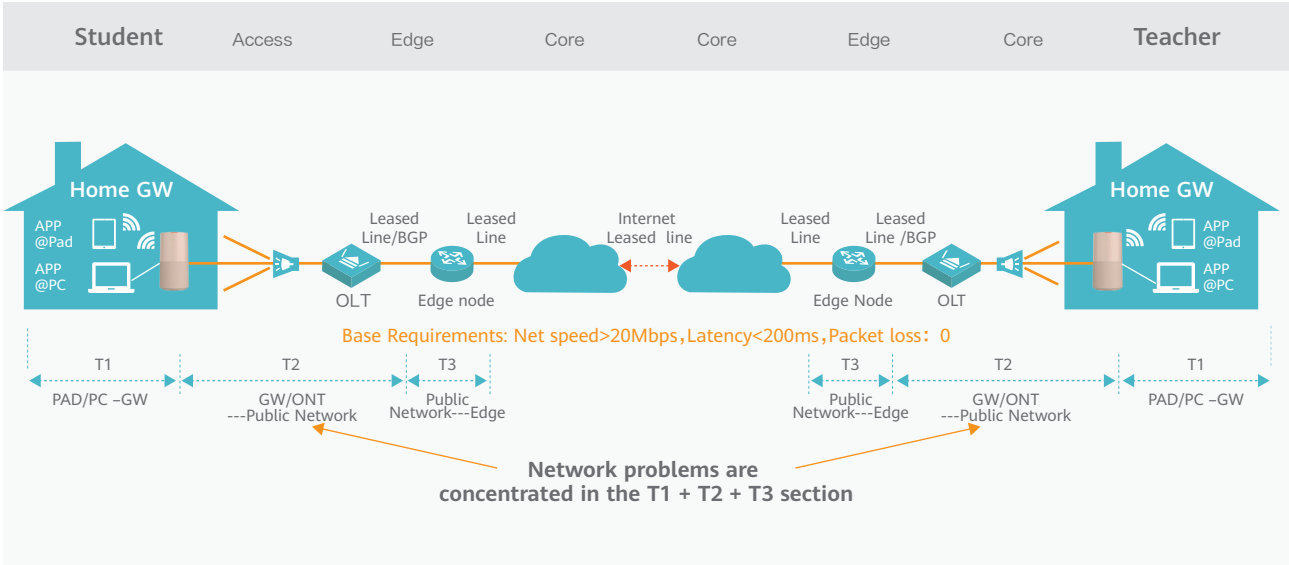 Student Access Edge Core Core Edge Core Teacher
Home GW
APP
@Pad
APP
@PC
Leased
Line/BGP
Leased
Line
Internet
Leased line
Leased
Line
Leased
Line /BGP
Home GW
APP
@Pad
APP
@PC
OLT
Edge node
Edge Node
OLT
Base Requirements: Net speed>20Mbps,Latency<200ms,Packet loss: 0
T1
PAD/PC –GW
T2
GW/ONT
---Public Network
T3
Public
Network---Edge
T3
Public
Network---Edge
T2
GW/ONT
---Public Network
T1
PAD/PC –GW
Network problems are
concentrated in the T1 + T2 + T3 section